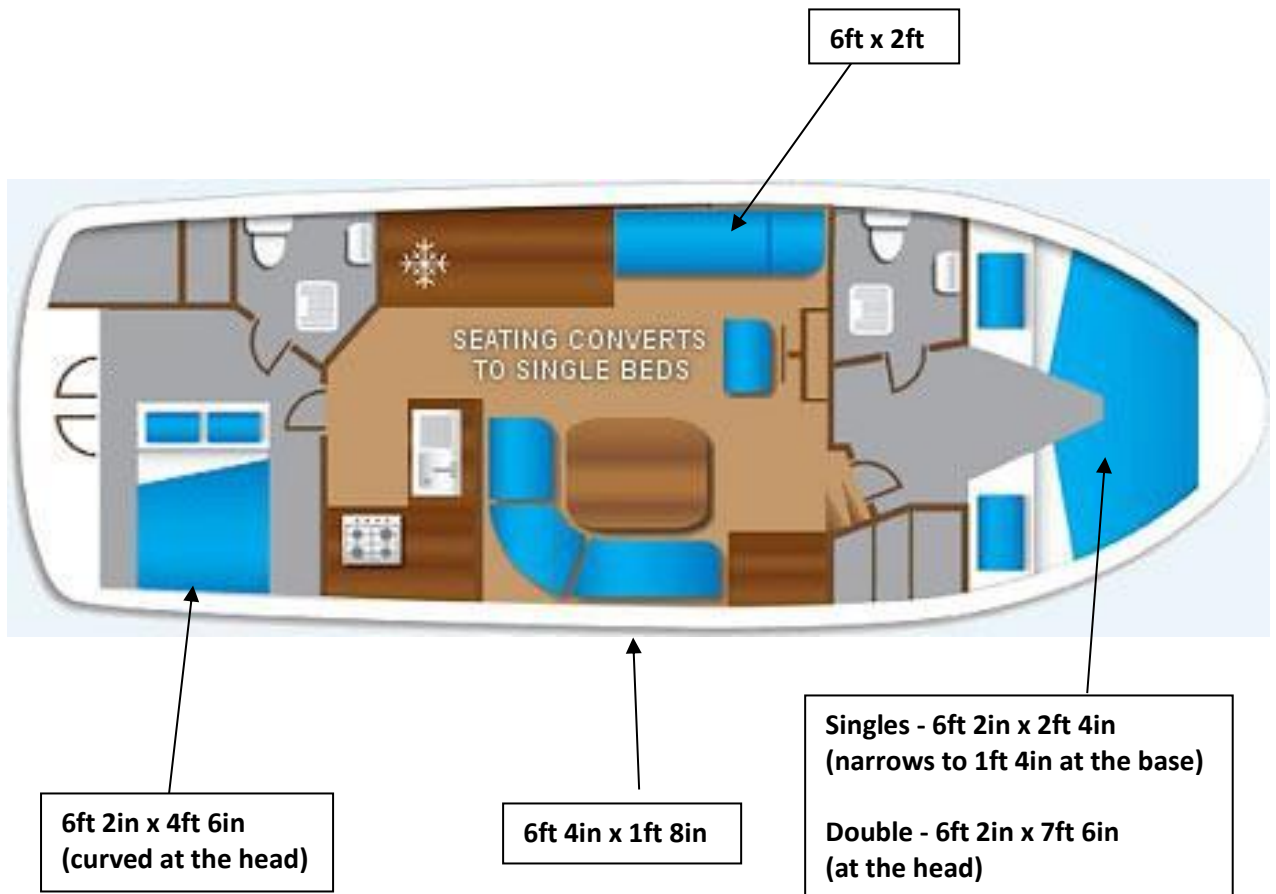 6ft x 2ft
SEATING CONVERTS
TO SINGLE BEDS
6ft 2in x 4ft 6in
(curved at the head)
6ft 4in x 1ft 8in
Singles - 6ft 2in x 2ft 4in
(narrows to 1ft 4in at the base)
Double - 6ft 2in x 7ft 6in
(at the head)